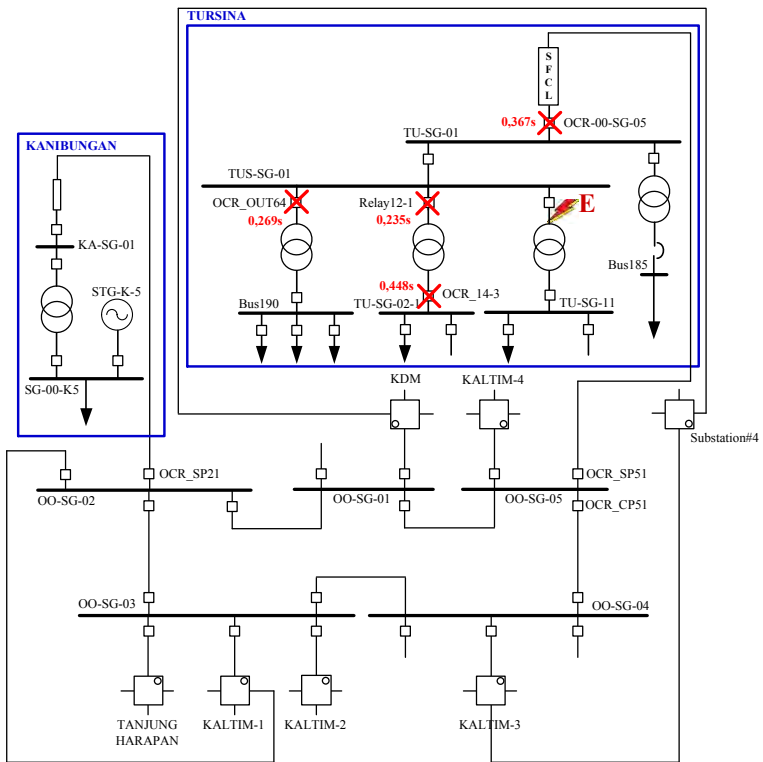 TURSINA
S
F
C
L
0,367s
OCR-00-SG-05
TU-SG-01
KANIBUNGAN
TUS-SG-01
OCR_OUT64
Relay12-1
E
0,269s
0,235s
KA-SG-01
Bus185
STG-K-5
0,448s
OCR_14-3
Bus190
TU-SG-02-1
TU-SG-11
SG-00-K5
KDM
KALTIM-4
Substation#4
OCR_SP21
OCR_SP51
OO-SG-02
OO-SG-01
OO-SG-05
OCR_CP51
OO-SG-03
OO-SG-04
TANJUNG
HARAPAN
KALTIM-1
KALTIM-2
KALTIM-3